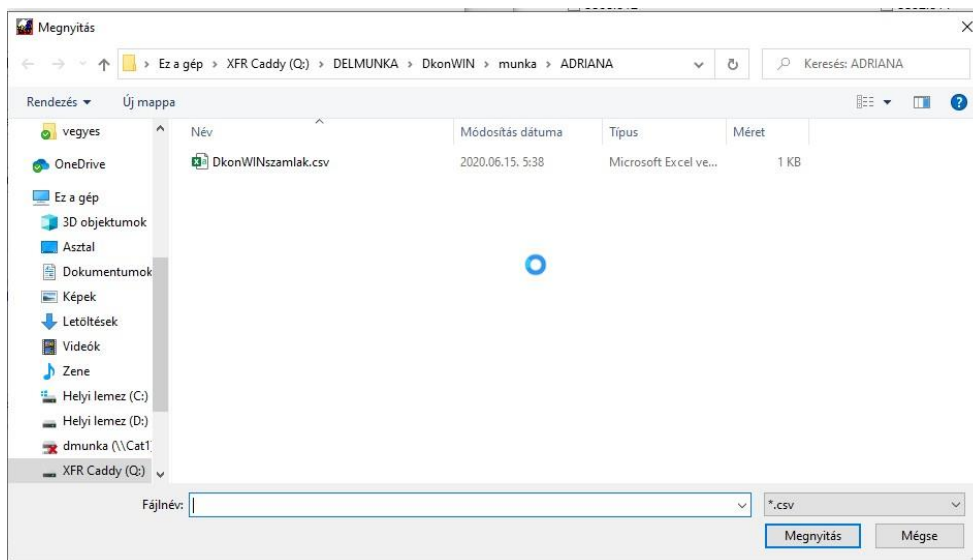 Megnyitás
Ez a gép > XFR Caddy (Q:) > DELMUNKA > DkonWIN > munka > ADRIANA
Keresés: ADRIANA
Rendezés
Új mappa
Név
Módosítás dátuma
Típus
Méret
DkonWINszamlak.csv
2020.06.15. 5:38
Microsoft Excel ve...
1 KB
vegyes
OneDrive
Ez a gép
3D objektumok
Asztal
Dokumentumok
Képek
Letöltések
Videók
Zene
Helyi lemez (C:)
Helyi lemez (D:)
dmunka (\\Cat1
XFR Caddy (Q:)
Fájlnév:
*.csv
Megnyitás
Mégse